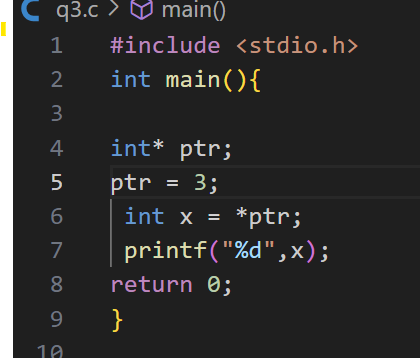 q3.c > main()
1 #include <stdio.h>
2 int main(){
3
4 int* ptr;
5 ptr = 3;
6 int x = *ptr;
7 printf("%d",x);
8 return 0;
9 }
10